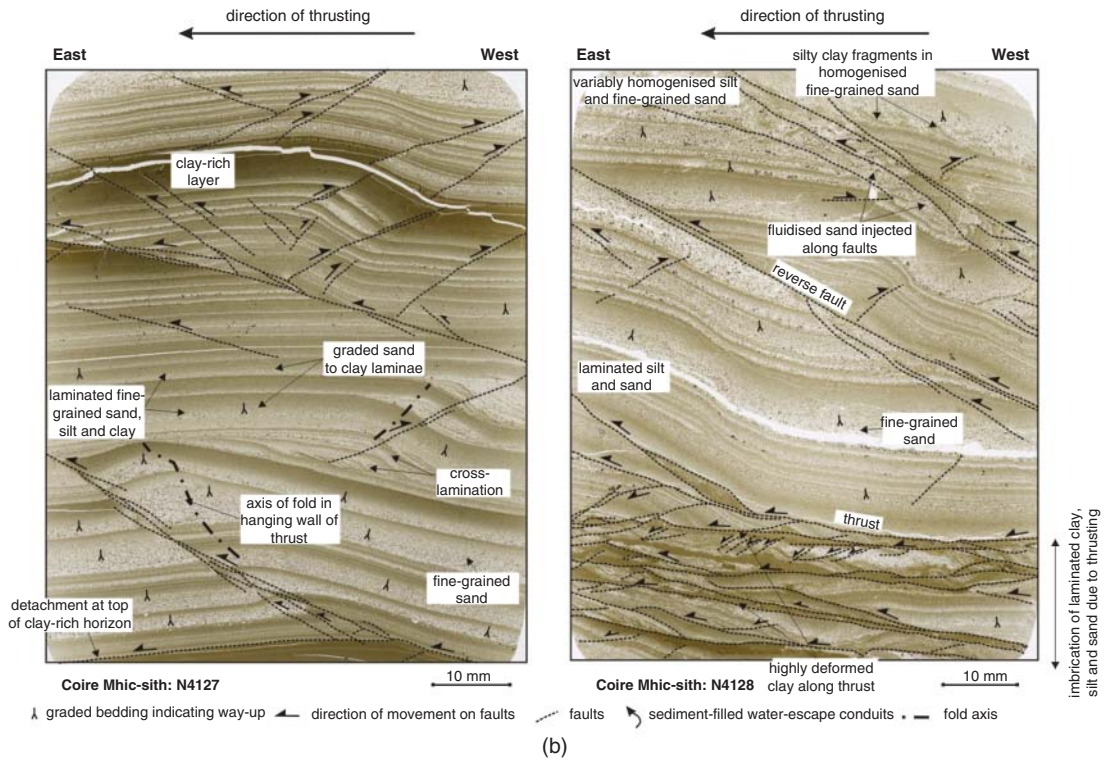 direction of thrusting
East
West
clay-rich
layer
graded sand
to clay laminae
laminated fine-
grained sand,
silt and clay
cross-
lamination
axis of fold in
hanging wall of
thrust
fine-grained
sand
detachment at top
of clay-rich horizon
Coire Mhic-sith: N4127
10 mm
direction of thrusting
East
West
silty clay fragments in
homogenised
fine-grained sand
variably homogenised silt
and fine-grained sand
fluidised sand injected
along faults
reverse fault
laminated silt
and sand
fine-grained
sand
thrust
highly deformed
clay along thrust
imbrication of laminated clay,
silt and sand due to thrusting
Coire Mhic-sith: N4128
10 mm
graded bedding indicating way-up
direction of movement on faults
faults
sediment-filled water-escape conduits
fold axis
(b)